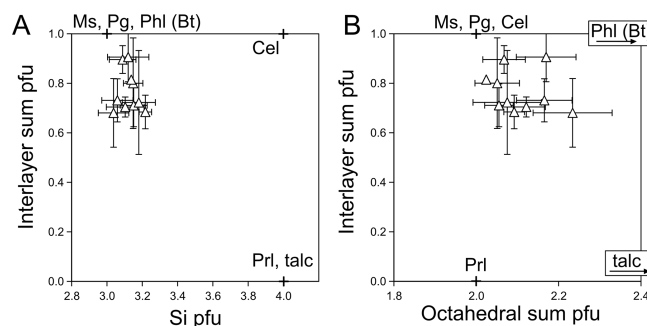 A
Ms, Pg, Phl (Bt)
Cel
Interlayer sum pfu
1.0
0.8
0.6
0.4
0.2
0.0
Prl, talc
2.8 3.0 3.2 3.4 3.6 3.8 4.0 4.2
Si pfu
B
Ms, Pg, Cel
Phl (Bt
Interlayer sum pfu
1.0
0.8
0.6
0.4
0.2
0.0
Prl
talc
1.8 2.0 2.2 2.4
Octahedral sum pfu